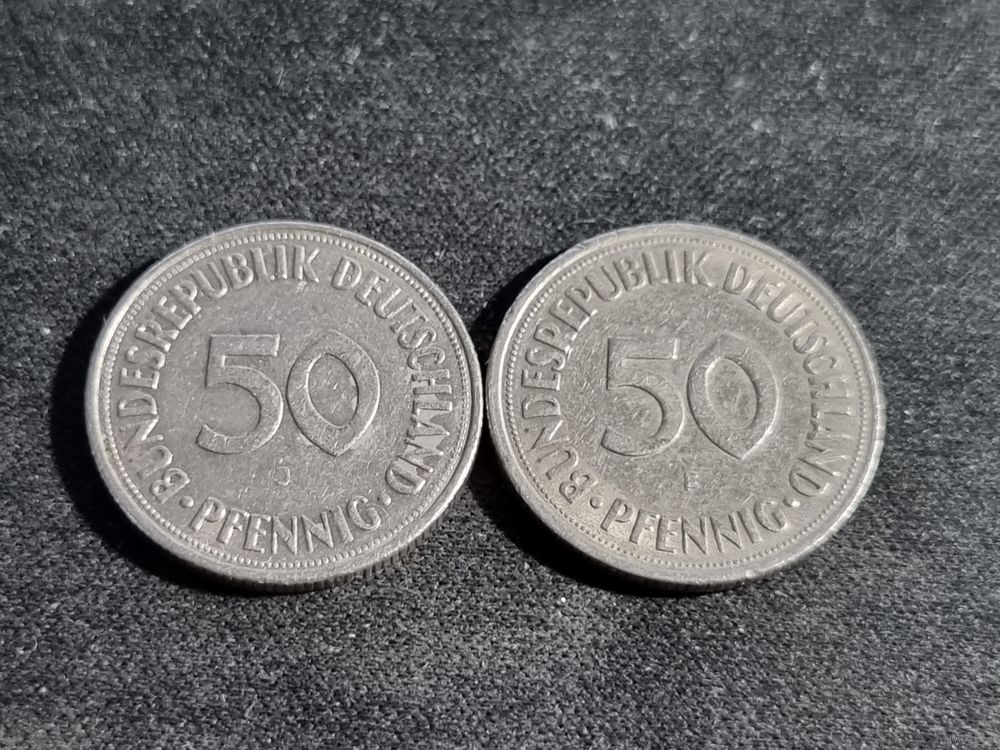 BUNDESREPUBLIK DEUTSCHLAND
50
J
PFENNIG
BUNDESREPUBLIK DEUTSCHLAND
50
F
PFENNIG